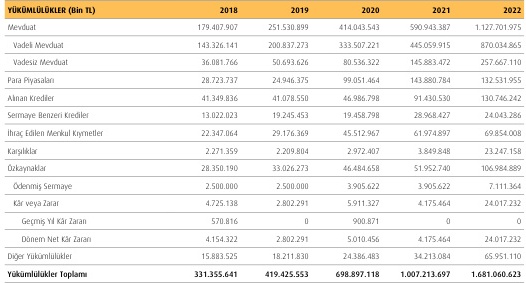 YÜKÜMLÜLÜKLER (Bin TL) 2018 2019 2020 2021 2022
Mevduat 179.407.907 251.530.899 414.043.543 590.943.387 1.127.701.975
Vadeli Mevduat 143.326.141 200.837.273 333.507.221 445.059.915 870.034.865
Vadesiz Mevduat 36.081.766 50.693.626 80.536.322 145.883.472 257.667.110
Para Piyasaları 28.723.737 24.946.375 99.051.464 143.880.784 132.531.955
Alınan Krediler 41.349.836 41.078.550 46.986.798 91.430.530 130.746.242
Sermaye Benzeri Krediler 13.022.023 19.245.453 19.458.798 28.968.427 24.043.286
İhraç Edilen Menkul Kıymetler 22.347.064 29.176.369 45.512.967 61.974.897 69.854.008
Karşılıklar 2.271.359 2.209.804 2.972.407 3.849.848 23.247.158
Özkaynaklar 28.350.190 33.026.273 46.484.658 51.952.740 106.984.889
Ödenmiş Sermaye 2.500.000 2.500.000 3.905.622 3.905.622 7.111.364
Kâr veya Zarar 4.725.138 2.802.291 5.911.327 4.175.464 24.017.232
Geçmiş Yıl Kâr Zararı 570.816 0 900.871 0 0
Dönem Net Kâr Zararı 4.154.322 2.802.291 5.010.456 4.175.464 24.017.232
Diğer Yükümlülükler 15.883.525 18.211.830 24.386.483 34.213.084 65.951.110
Yükümlülükler Toplamı 331.355.641 419.425.553 698.897.118 1.007.213.697 1.681.060.623